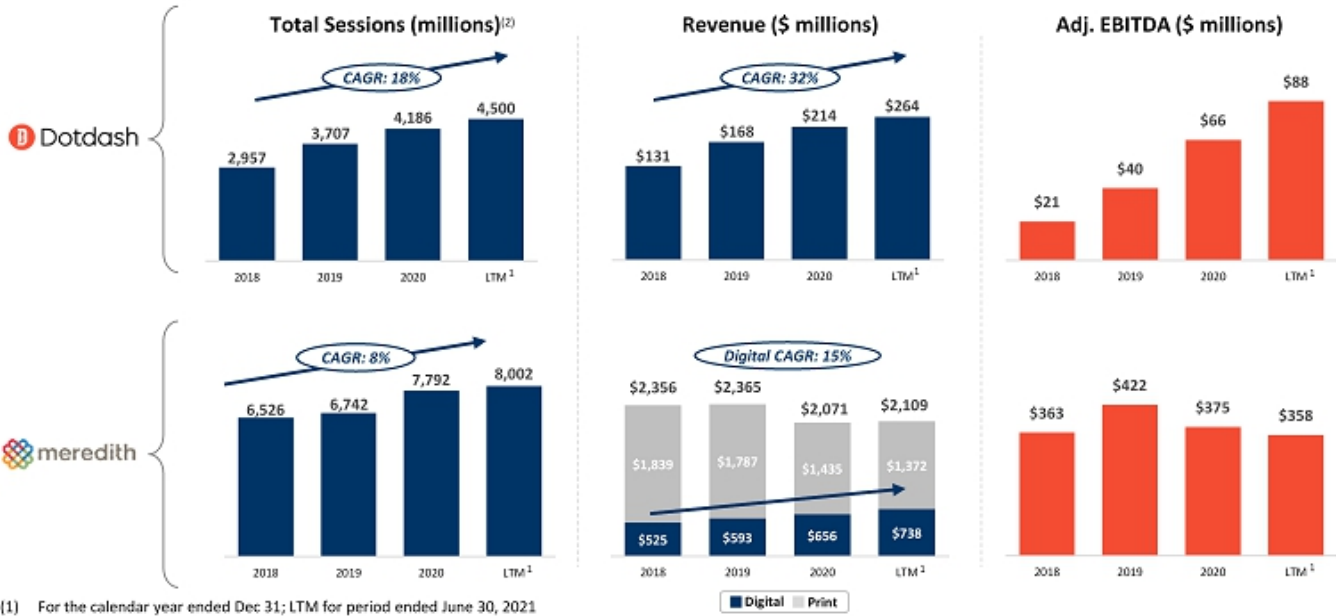 Total Sessions (millions)(2)
Revenue ($ millions)
Adj. EBITDA ($ millions)
Dotdash
CAGR: 18%
2,957
3,707
4,186
4,500
2018
2019
2020
LTM 1
CAGR: 32%
$131
$168
$214
$264
2018
2019
2020
LTM1
$21
$40
$66
$88
2018
2019
2020
LTM 1
meredith
CAGR: 8%
6,526
6,742
7,792
8,002
2018
2019
2020
LTM 1
Digital CAGR: 15%
$2,356
$2,365
$2,071
$2,109
$1,839
$1,787
$1,435
$1,372
$525
$593
$656
$738
2018
2019
2020
LTM 1
Digital Print
$363
$422
$375
$358
2018
2019
2020
LTM 1
(1) For the calendar year ended Dec 31; LTM for period ended June 30, 2021